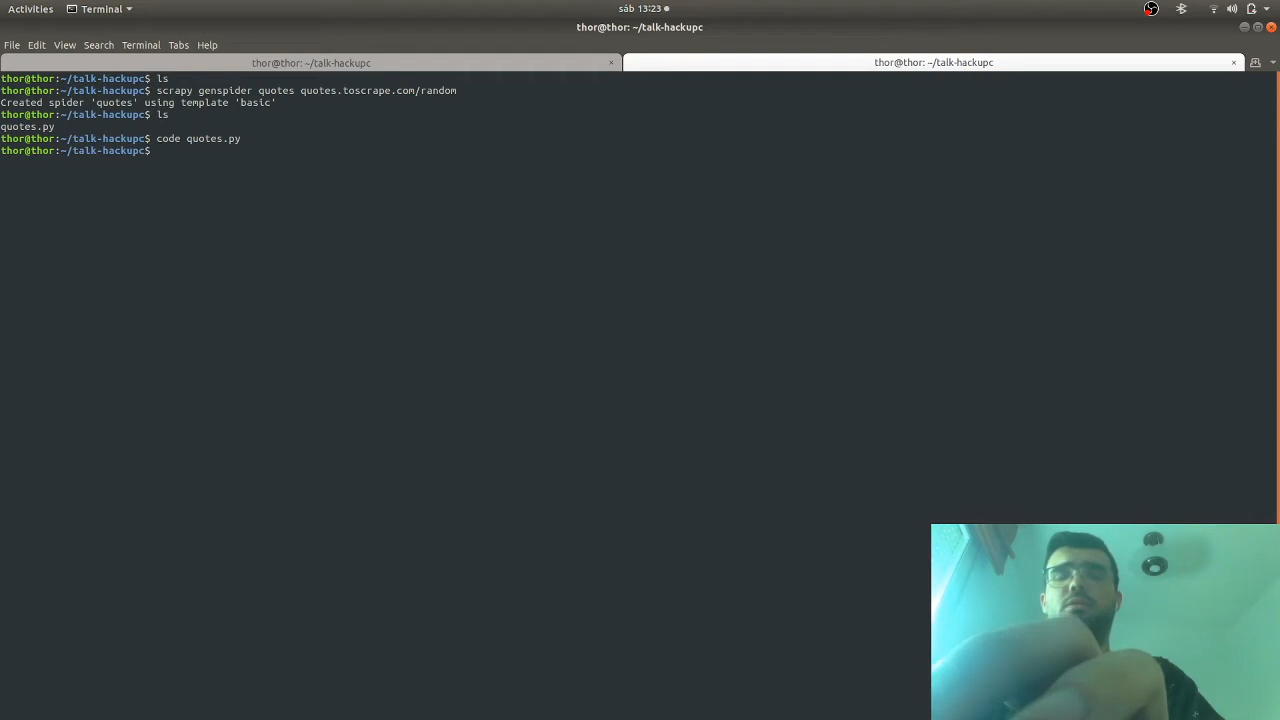 Activities Terminal sáb 13:23
thor@thor: ~/talk-hackupc
File Edit View Search Terminal Tabs Help
thor@thor: ~/talk-hackupc × thor@thor: ~/talk-hackupc ×
thor@thor:~/talk-hackupc$ ls
thor@thor:~/talk-hackupc$ scrapy genspider quotes quotes.toscrape.com/random
Created spider 'quotes' using template 'basic'
thor@thor:~/talk-hackupc$ ls
quotes.py
thor@thor:~/talk-hackupc$ code quotes.py
thor@thor:~/talk-hackupc$